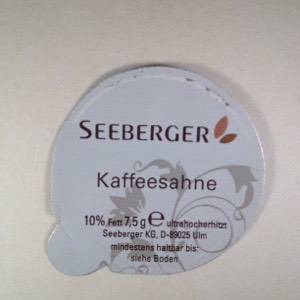 SEEBERGER
Kaffeesahne
10% Fett 7,5 g ℮ ultrahocherhitzt
Seeberger KG, D-89025 Ulm
mindestens haltbar bis:
siehe Boden